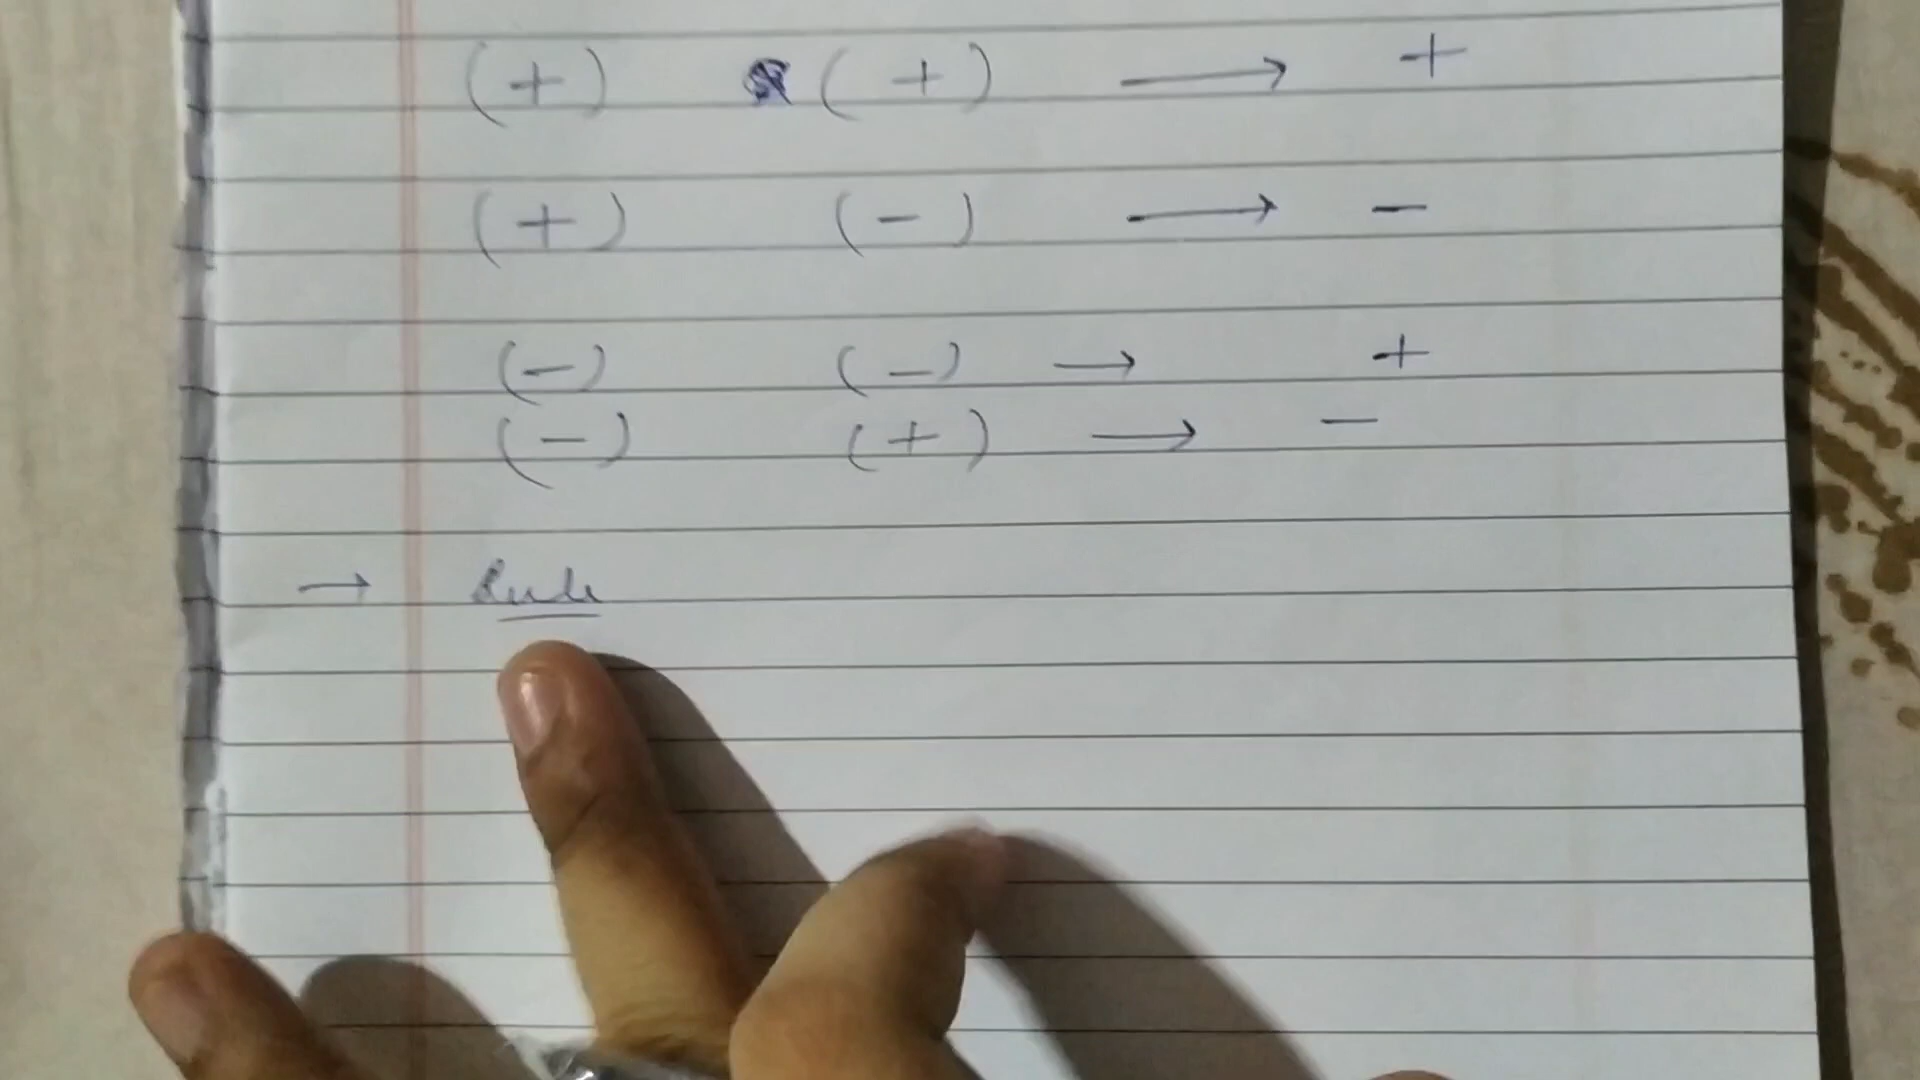 (+) (+) ⟶ +
(+) (-) ⟶ -
(-) (-) → +
(-) (+) → -
→ Rule